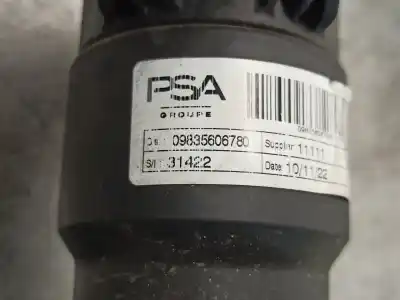 PSA
GROUPE
09835606780
Supplier: 11111
S/N: 31422
Date: 10/11/22